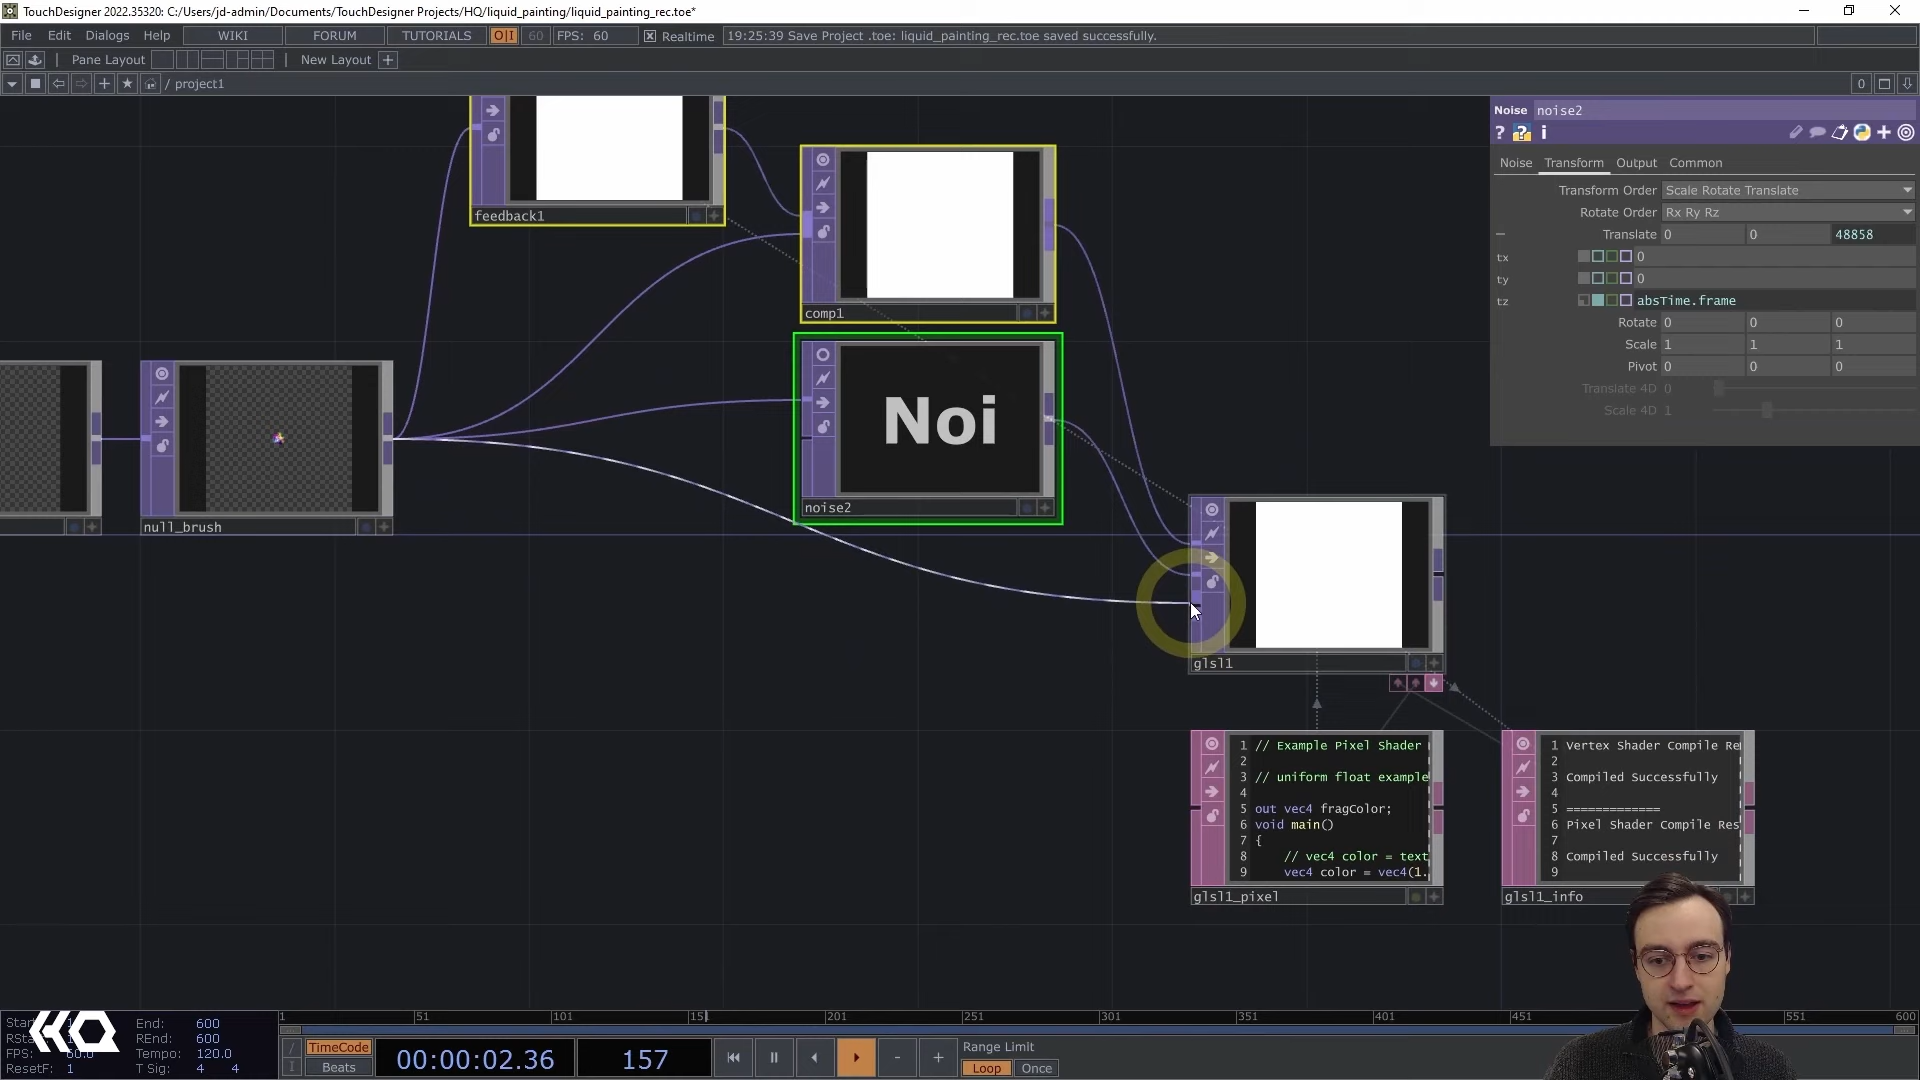 TouchDesigner 2022.35320: C:/Users/jd-admin/Documents/TouchDesigner Projects/HQ/liquid_painting/liquid_painting_rec.toe*
File Edit Dialogs Help WIKI FORUM TUTORIALS O|I 60 FPS: 60 Realtime 19:25:39 Save Project .toe: liquid_painting_rec.toe saved successfully.
Pane Layout New Layout +
/ project1 0
Noise noise2
? ? i
Noise Transform Output Common
Transform Order Scale Rotate Translate
Rotate Order Rx Ry Rz
Translate 0 0 48858
tx 0
ty 0
tz absTime.frame
Rotate 0 0 0
Scale 1 1 1
Pivot 0 0 0
Translate 4D 0
Scale 4D 1
feedback1
comp1
Noi
noise2
null_brush
glsl1
1 // Example Pixel Shader
2
3 // uniform float example
4
5 out vec4 fragColor;
6 void main()
7 {
8 // vec4 color = text
9 vec4 color = vec4(1.
glsl1_pixel
1 Vertex Shader Compile Re
2
3 Compiled Successfully
4
5 =============
6 Pixel Shader Compile Res
7
8 Compiled Successfully
9
glsl1_info
HQ
1 51 101 151 201 251 301 351 401 451 551 600
End: 600
REnd: 600
FPS: 60.0 Tempo: 120.0
ResetF: 1 T Sig: 4 4
TimeCode
Beats
00:00:02.36
157
- +
Range Limit
Loop Once